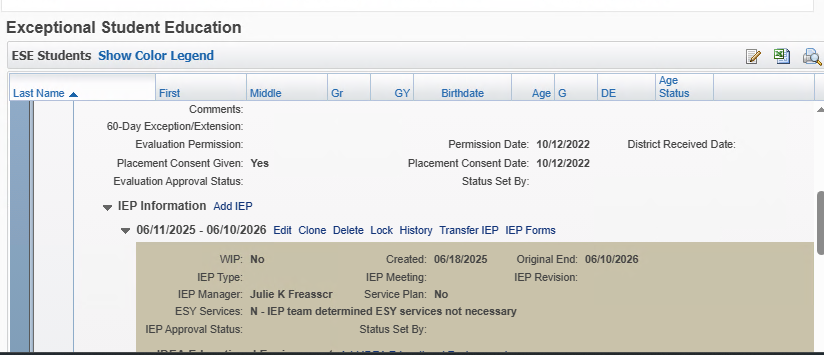 Exceptional Student Education
ESE Students Show Color Legend
Last Name First Middle Gr GY Birthdate Age G DE Age Status
Comments:
60-Day Exception/Extension:
Evaluation Permission: Permission Date: 10/12/2022 District Received Date:
Placement Consent Given: Yes Placement Consent Date: 10/12/2022
Evaluation Approval Status: Status Set By:
IEP Information Add IEP
06/11/2025 - 06/10/2026 Edit Clone Delete Lock History Transfer IEP IEP Forms
WIP: No Created: 06/18/2025 Original End: 06/10/2026
IEP Type: IEP Meeting: IEP Revision:
IEP Manager: Julie K Freasscr Service Plan: No
ESY Services: N - IEP team determined ESY services not necessary
IEP Approval Status: Status Set By: